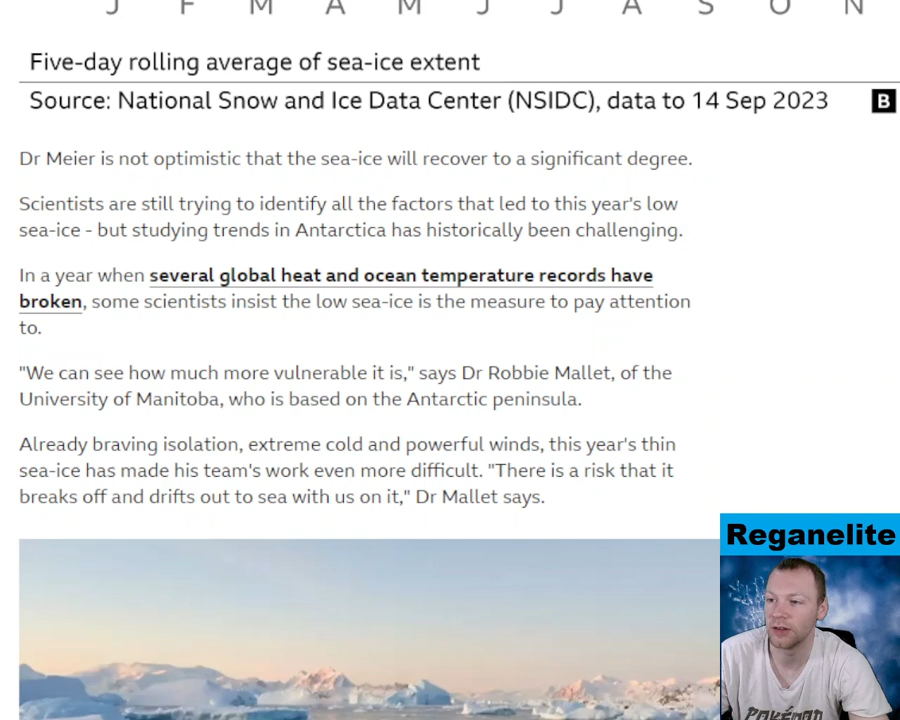 J F M A M J J A S O N
Five-day rolling average of sea-ice extent
Source: National Snow and Ice Data Center (NSIDC), data to 14 Sep 2023 B
Dr Meier is not optimistic that the sea-ice will recover to a significant degree.
Scientists are still trying to identify all the factors that led to this year's low
sea-ice - but studying trends in Antarctica has historically been challenging.
In a year when several global heat and ocean temperature records have
broken, some scientists insist the low sea-ice is the measure to pay attention
to.
"We can see how much more vulnerable it is," says Dr Robbie Mallet, of the
University of Manitoba, who is based on the Antarctic peninsula.
Already braving isolation, extreme cold and powerful winds, this year's thin
sea-ice has made his team's work even more difficult. "There is a risk that it
breaks off and drifts out to sea with us on it," Dr Mallet says.
Reganelite
POKÉMON